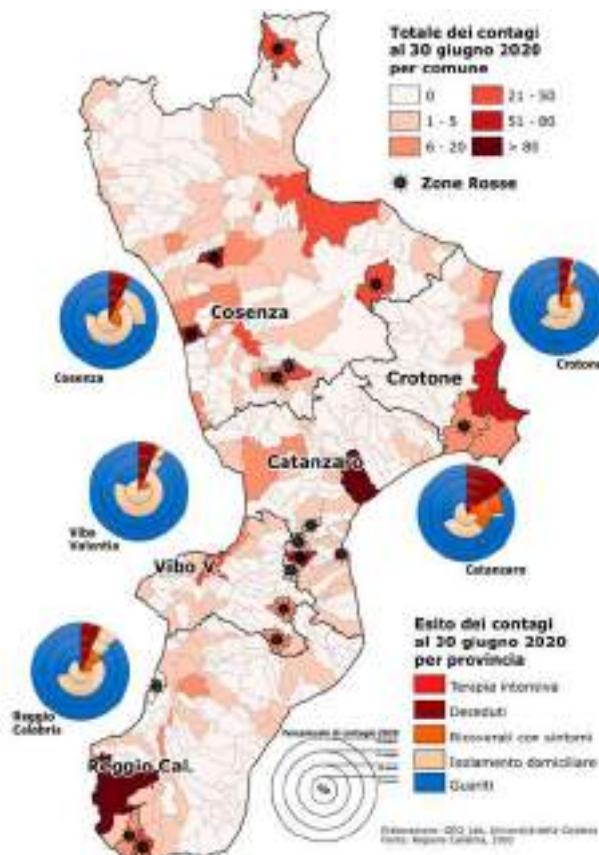 Totale dei contagi
al 30 giugno 2020
per comune
0
21 - 50
1 - 5
51 - 80
6 - 20
> 80
Zone Rosse
Cosenza
Cosenza
Crotone
Crotone
Catanzaro
Vibo
Valentia
Vibo V.
Catanzaro
Esito dei contagi
al 30 giugno 2020
per provincia
Terapia intensiva
Deceduti
Ricoverati con sintomi
Isolamento domiciliare
Guariti
Reggio
Calabria
Reggio Cal.
%